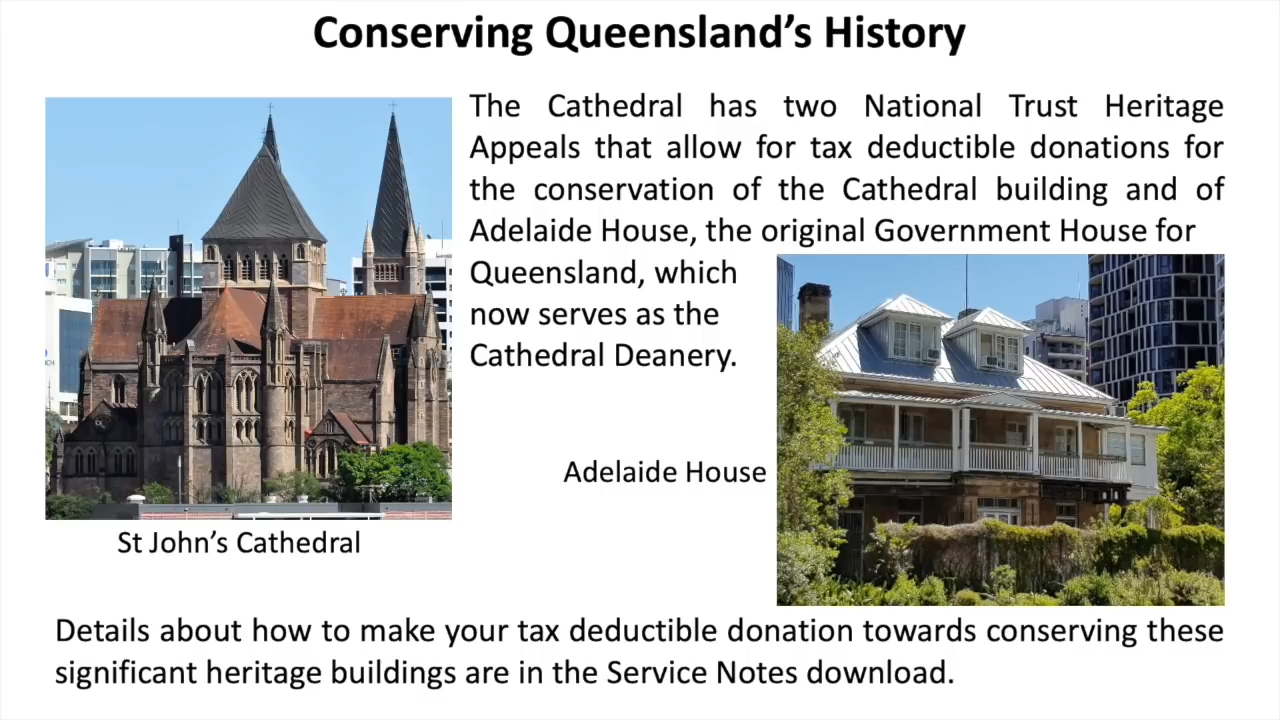 Conserving Queensland’s History
The Cathedral has two National Trust Heritage
Appeals that allow for tax deductible donations for
the conservation of the Cathedral building and of
Adelaide House, the original Government House for
Queensland, which
now serves as the
Cathedral Deanery.
Adelaide House
St John’s Cathedral
Details about how to make your tax deductible donation towards conserving these
significant heritage buildings are in the Service Notes download.